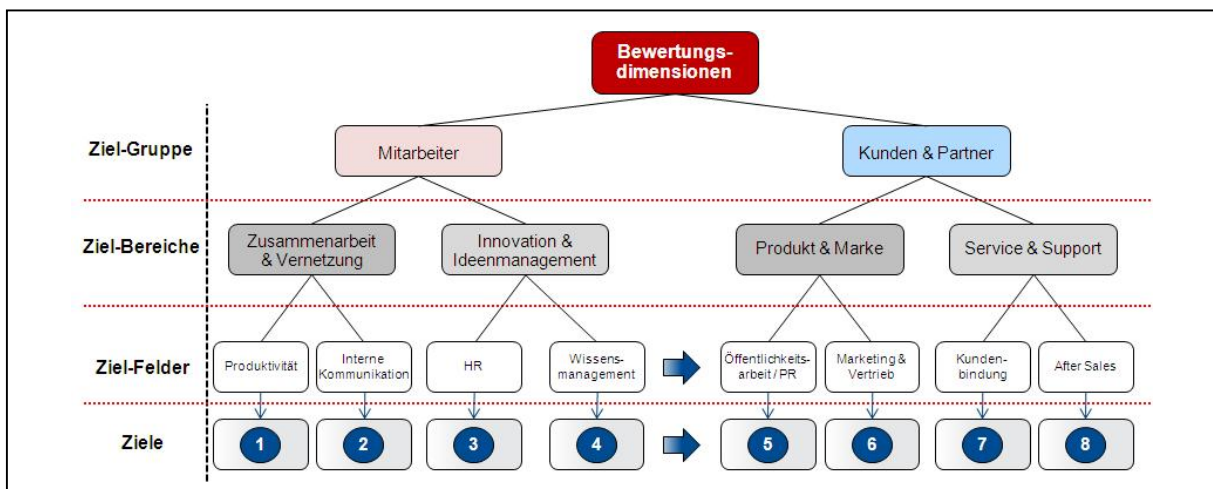 Bewertungs-
dimensionen
Ziel-Gruppe
Mitarbeiter
Kunden & Partner
Ziel-Bereiche
Zusammenarbeit
& Vernetzung
Innovation &
Ideenmanagement
Produkt & Marke
Service & Support
Ziel-Felder
Produktivität
Interne
Kommunikation
HR
Wissens-
management
Öffentlichkeits-
arbeit / PR
Marketing &
Vertrieb
Kunden-
bindung
After Sales
Ziele
1
2
3
4
5
6
7
8